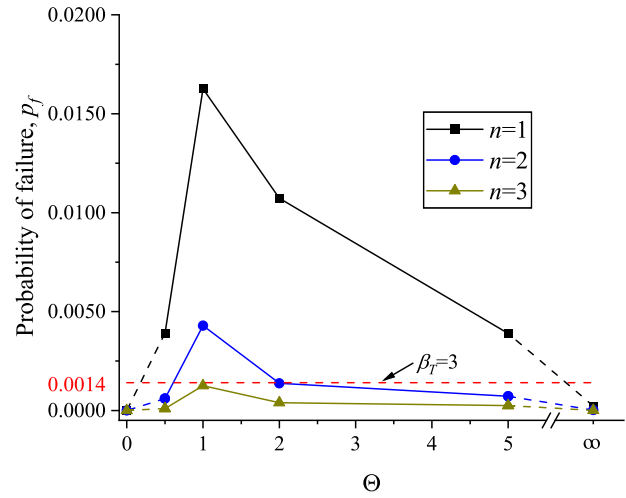 0.0200
0.0150
0.0100
0.0050
0.0014
0.0000
Probability of failure, p_f
n=1
n=2
n=3
β_T=3
0 1 2 3 4 5 ∞
Θ